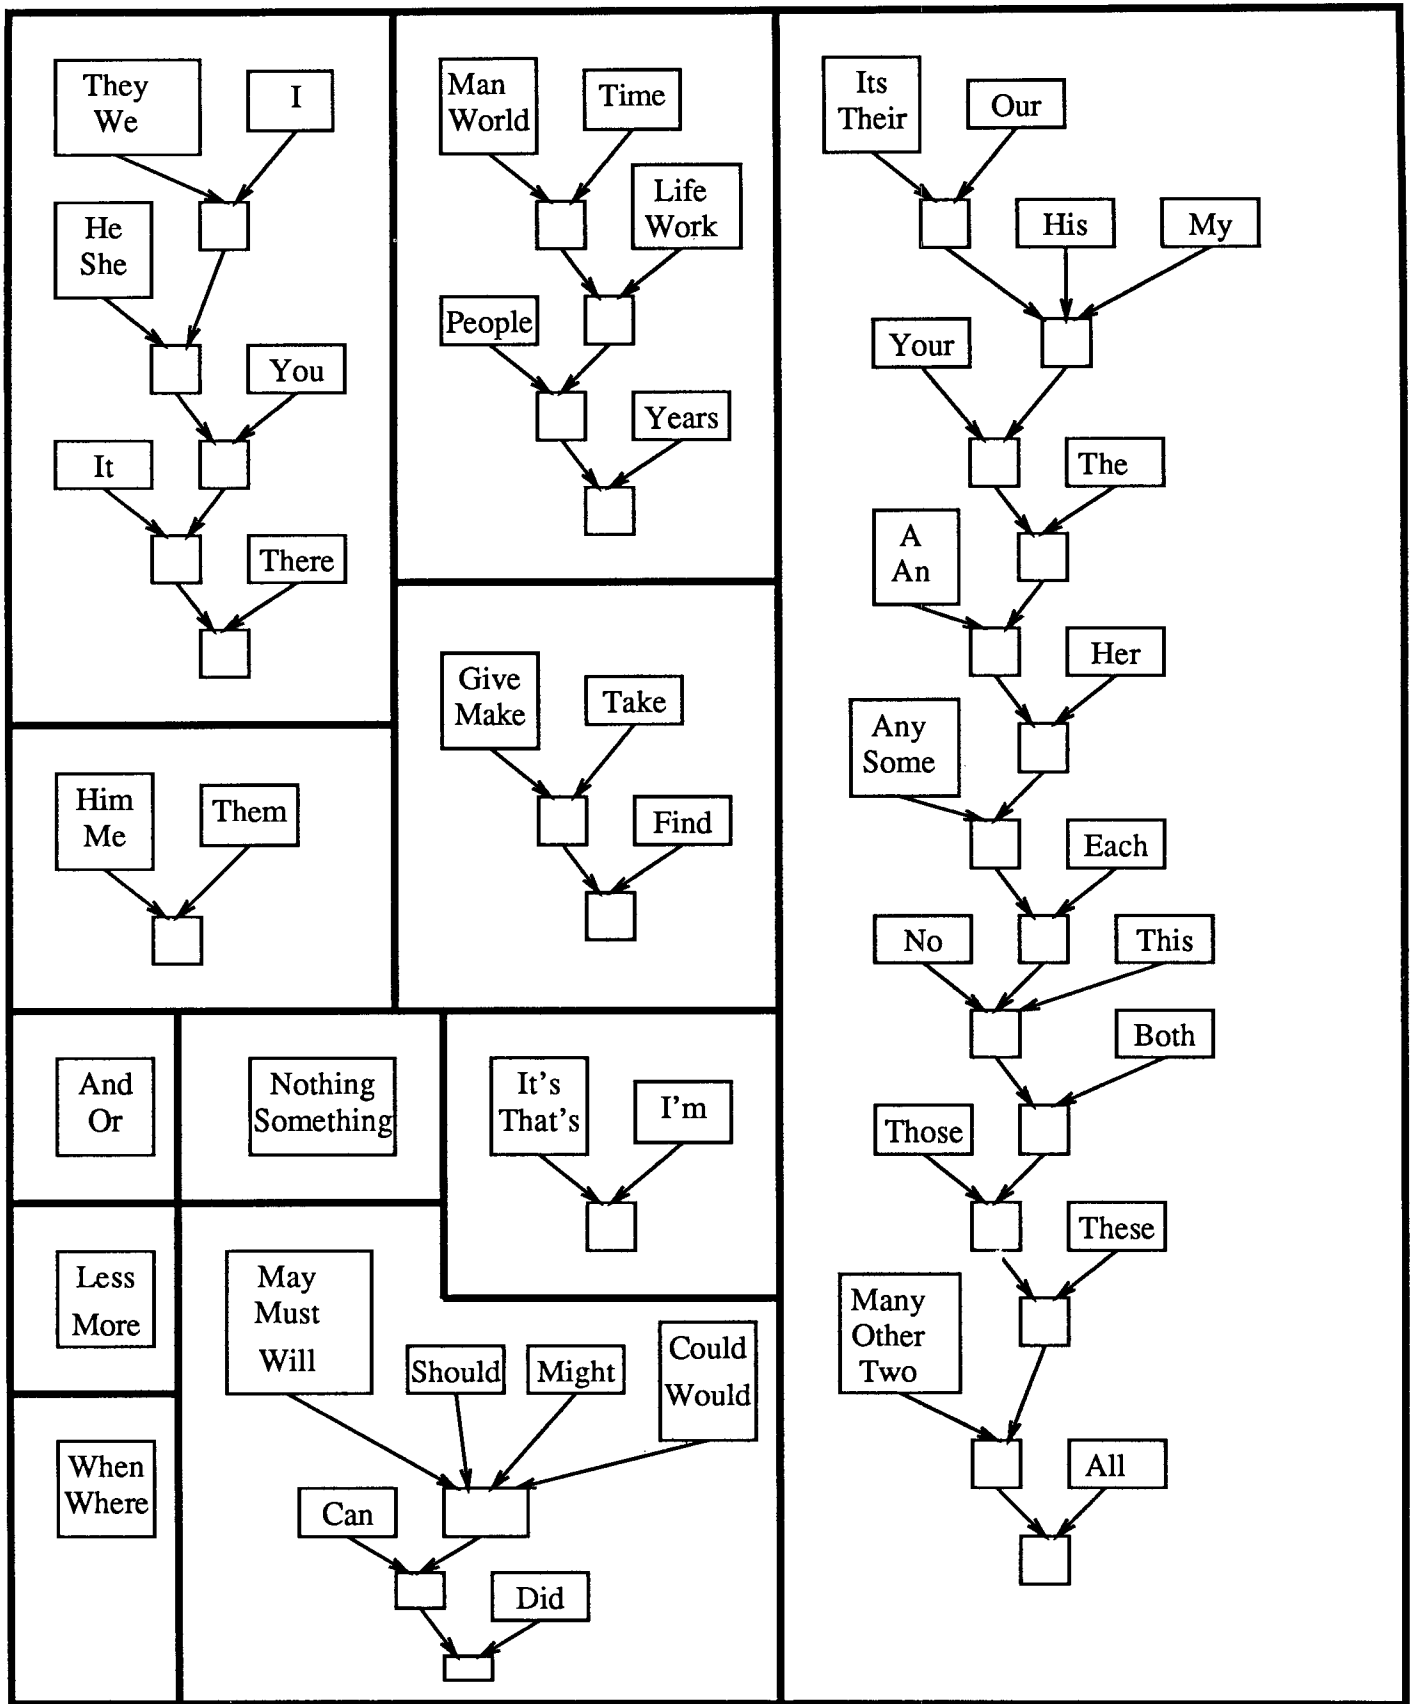 They
We
I
He
She
You
It
There
Man
World
Time
Life
Work
People
Years
Its
Their
Our
His
My
Your
The
A
An
Her
Any
Some
Each
No
This
Both
Those
These
Many
Other
Two
All
Him
Me
Them
Give
Make
Take
Find
And
Or
Nothing
Something
It's
That's
I'm
Less
More
When
Where
May
Must
Will
Should
Might
Could
Would
Can
Did